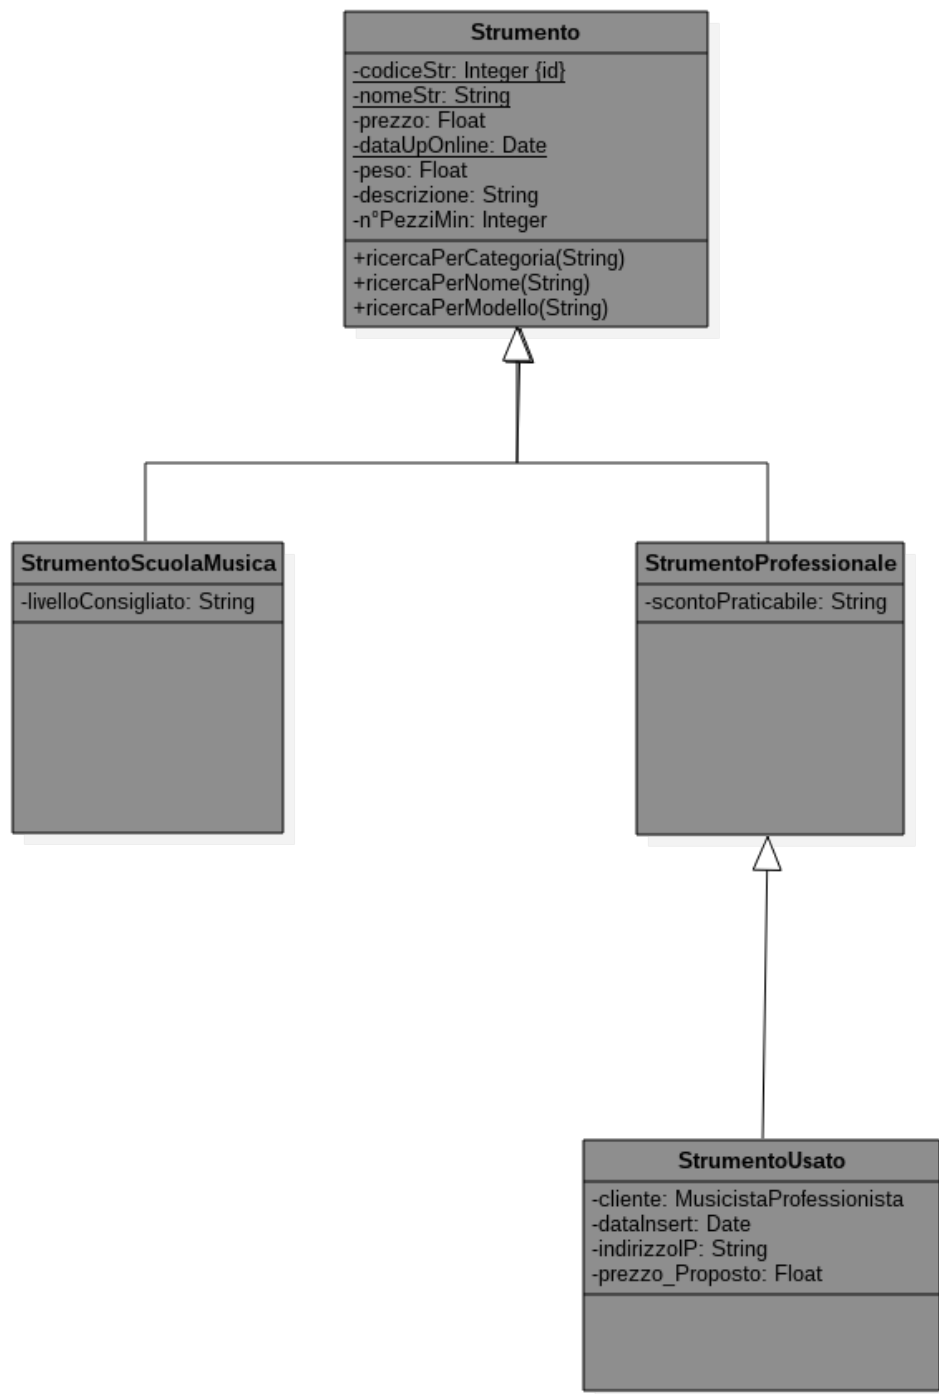 Strumento
-codiceStr: Integer {id}
-nomeStr: String
-prezzo: Float
-dataUpOnline: Date
-peso: Float
-descrizione: String
-n°PezziMin: Integer
+ricercaPerCategoria(String)
+ricercaPerNome(String)
+ricercaPerModello(String)
StrumentoScuolaMusica
-livelloConsigliato: String
StrumentoProfessionale
-scontoPraticabile: String
StrumentoUsato
-cliente: MusicistaProfessionista
-dataInsert: Date
-indirizzoIP: String
-prezzo_Proposto: Float